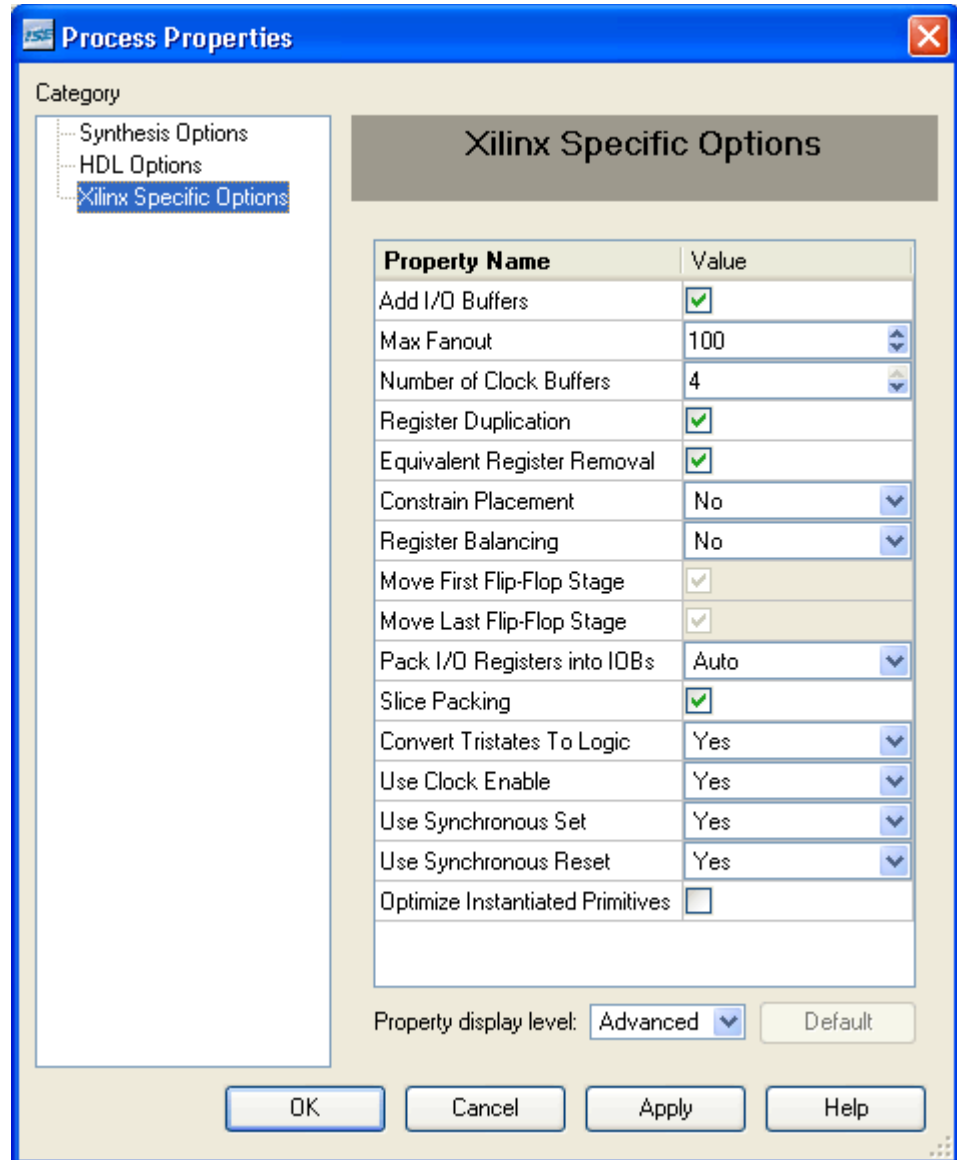 ISE Process Properties
Category
Synthesis Options
HDL Options
Xilinx Specific Options
Xilinx Specific Options
Property Name Value
Add I/O Buffers
Max Fanout 100
Number of Clock Buffers 4
Register Duplication
Equivalent Register Removal
Constrain Placement No
Register Balancing No
Move First Flip-Flop Stage
Move Last Flip-Flop Stage
Pack I/O Registers into IOBs Auto
Slice Packing
Convert Tristates To Logic Yes
Use Clock Enable Yes
Use Synchronous Set Yes
Use Synchronous Reset Yes
Optimize Instantiated Primitives
Property display level: Advanced Default
OK Cancel Apply Help